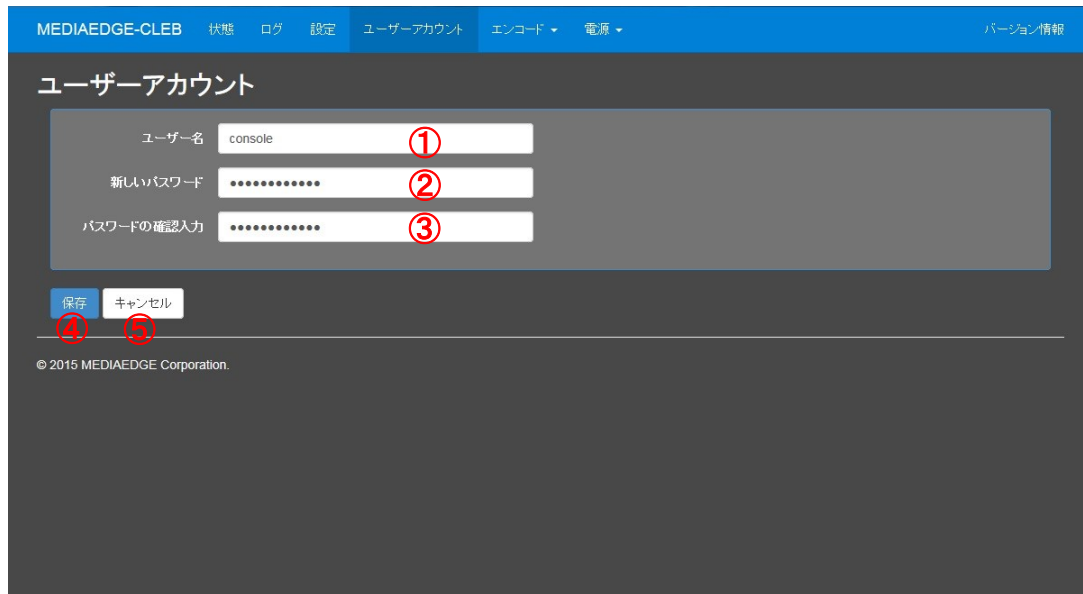 MEDIAEDGE-CLEB 状態 ログ 設定 ユーザーアカウント エンコード 電源 バージョン情報
ユーザーアカウント
ユーザー名 console ①
新しいパスワード •••••••••••• ②
パスワードの確認入力 •••••••••••• ③
保存 キャンセル
④ ⑤
© 2015 MEDIAEDGE Corporation.